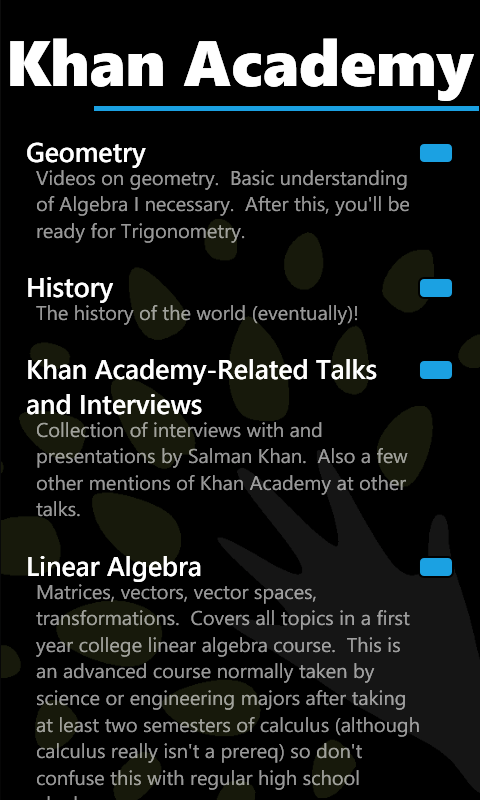 Khan Academy
Geometry
Videos on geometry.  Basic understanding
of Algebra I necessary.  After this, you'll be
ready for Trigonometry.
History
The history of the world (eventually)!
Khan Academy-Related Talks
and Interviews
Collection of interviews with and
presentations by Salman Khan.  Also a few
other mentions of Khan Academy at other
talks.
Linear Algebra
Matrices, vectors, vector spaces,
transformations.  Covers all topics in a first
year college linear algebra course.  This is
an advanced course normally taken by
science or engineering majors after taking
at least two semesters of calculus (although
calculus really isn't a prereq) so don't
confuse this with regular high school